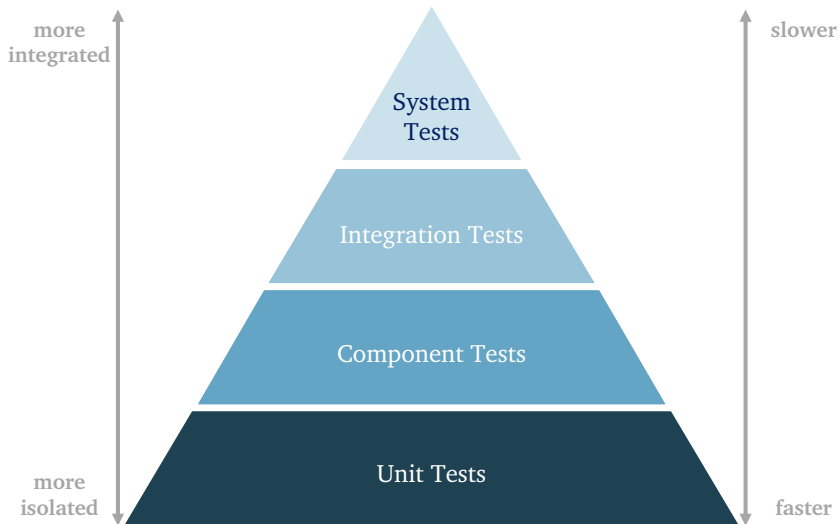 more
integrated
slower
System
Tests
Integration Tests
Component Tests
Unit Tests
more
isolated
faster